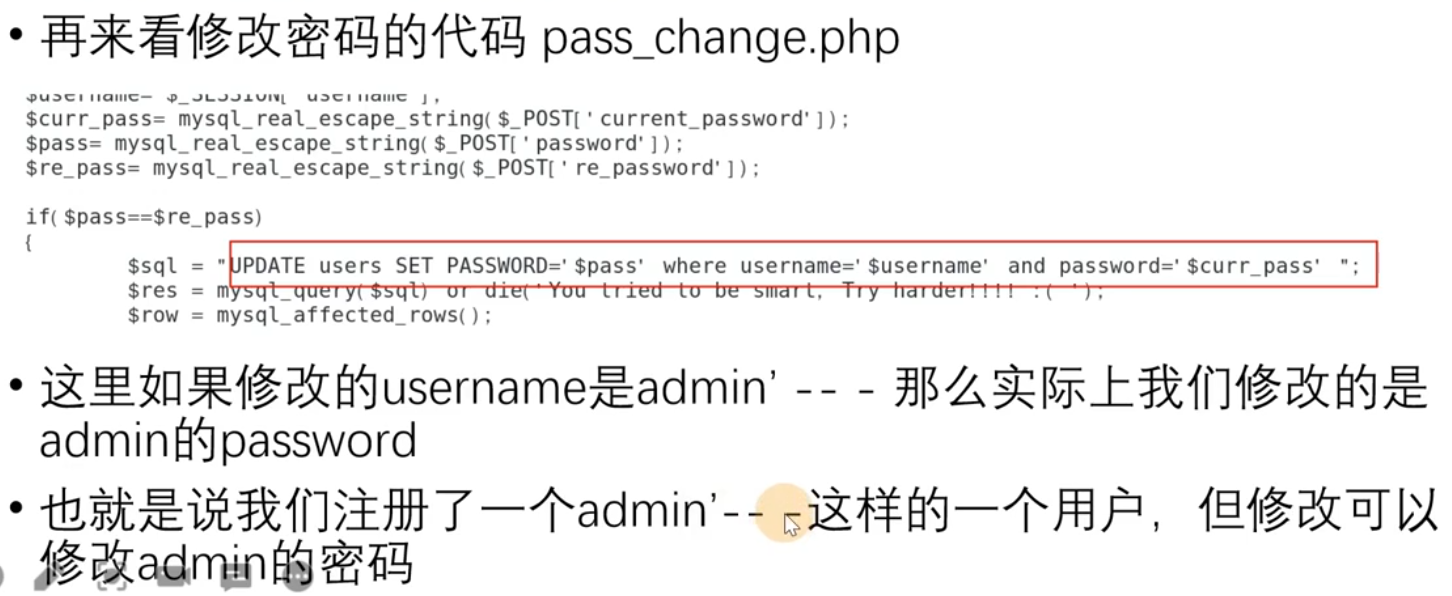 • 再来看修改密码的代码 pass_change.php
$username= $_SESSION["username"];
$curr_pass= mysql_real_escape_string($_POST['current_password']);
$pass= mysql_real_escape_string($_POST['password']);
$re_pass= mysql_real_escape_string($_POST['re_password']);
if($pass==$re_pass)
{
$sql = "UPDATE users SET PASSWORD='$pass' where username='$username' and password='$curr_pass' ";
$res = mysql_query($sql) or die('You tried to be smart, Try harder!!!! :( ');
$row = mysql_affected_rows();
• 这里如果修改的username是admin’ -- - 那么实际上我们修改的是
admin的password
• 也就是说我们注册了一个admin’-- -这样的一个用户，但修改可以
修改admin的密码